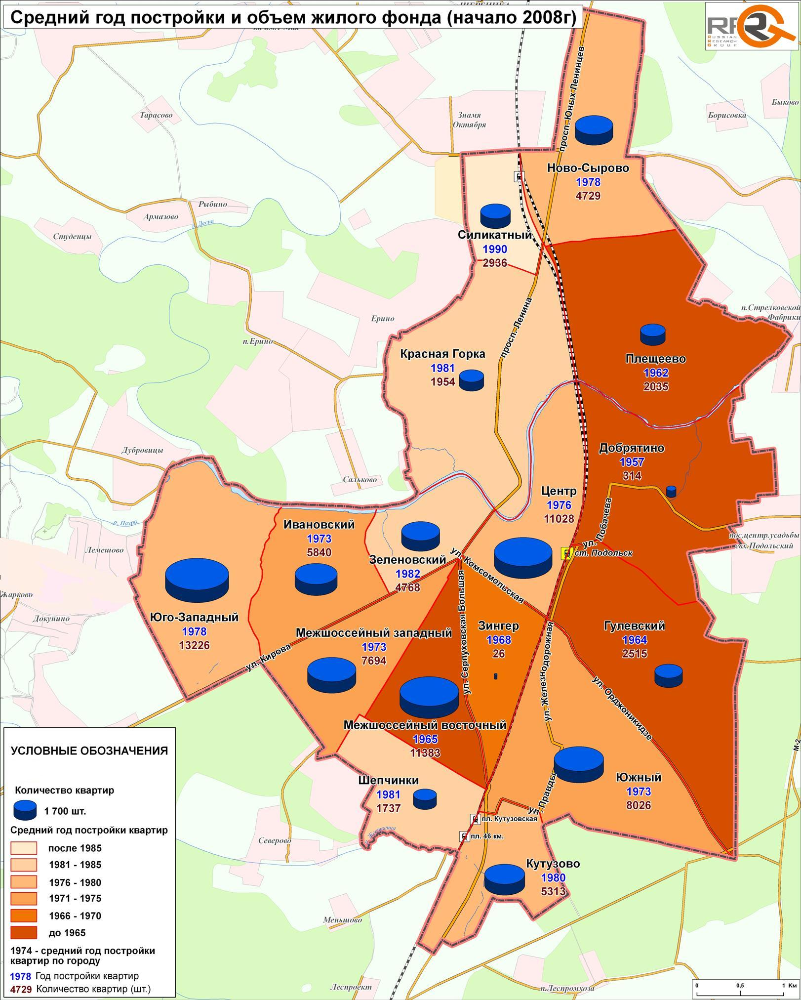 Средний год постройки и объем жилого фонда (начало 2008г)
RUSSIAN
RESEARCH
GROUP
Тарасово
Знамя
Октября
Борисовка
Быково
просп. Юных Ленинцев
Ново-Сырово
1978
4729
Рыбино
Армазово
р. Десна
Студенцы
Силикатный
1990
2936
п.Стрелковской
Фабрики
Ерино
п.Ерино
просп. Ленина
Красная Горка
1981
1954
Плещеево
1962
2035
Дубровицы
Сальково
Добрятино
1957
314
Центр
1976
11028
ул. Лобачева
р. Пахра
Лемешово
Ивановский
1973
5840
Зеленовский
1982
4768
ул. Комсомольская
ст. Подольск
пос.центр.усадьбы
свх.Подольский
Жарково
Докунино
Юго-Западный
1978
13226
ул. Кирова
Межшоссейный западный
1973
7694
ул. Серпуховская Большая
Зингер
1968
26
ул. Железнодорожная
Гулевский
1964
2515
ул. Орджоникидзе
Межшоссейный восточный
1965
11383
М-2
Шепчинки
1981
1737
ул. Правды
Южный
1973
8026
пл. Кутузовская
пл. 46 км.
Северово
Кутузово
1980
5313
Меньшово
Леспроект
п.Леспромхоза
УСЛОВНЫЕ ОБОЗНАЧЕНИЯ
Количество квартир
1 700 шт.
Средний год постройки квартир
после 1985
1981 - 1985
1976 - 1980
1971 - 1975
1966 - 1970
до 1965
1974 - средний год постройки
квартир по городу
1978 Год постройки квартир
4729 Количество квартир (шт.)
0 0,5 1 Км